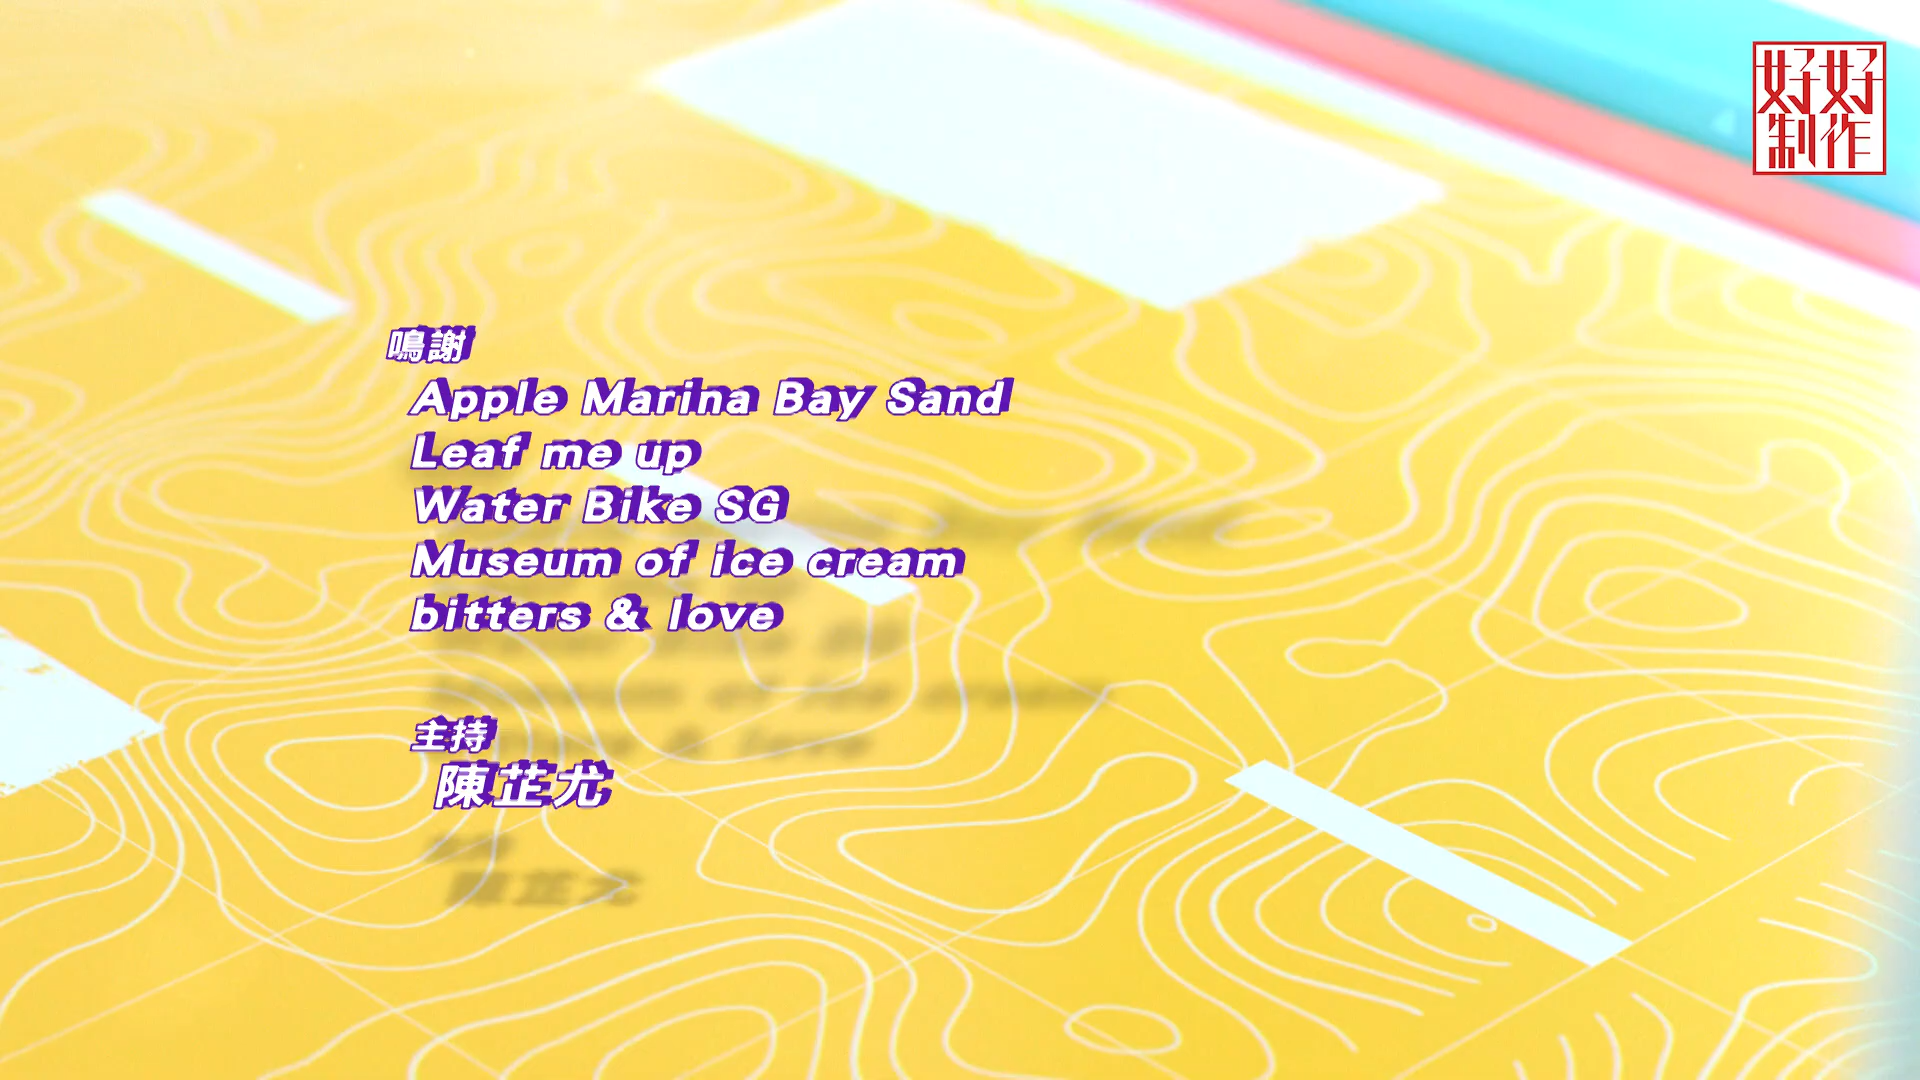 好好
制作
鳴謝
Apple Marina Bay Sand
Leaf me up
Water Bike SG
Museum of ice cream
bitters & love
主持
陳芷尤